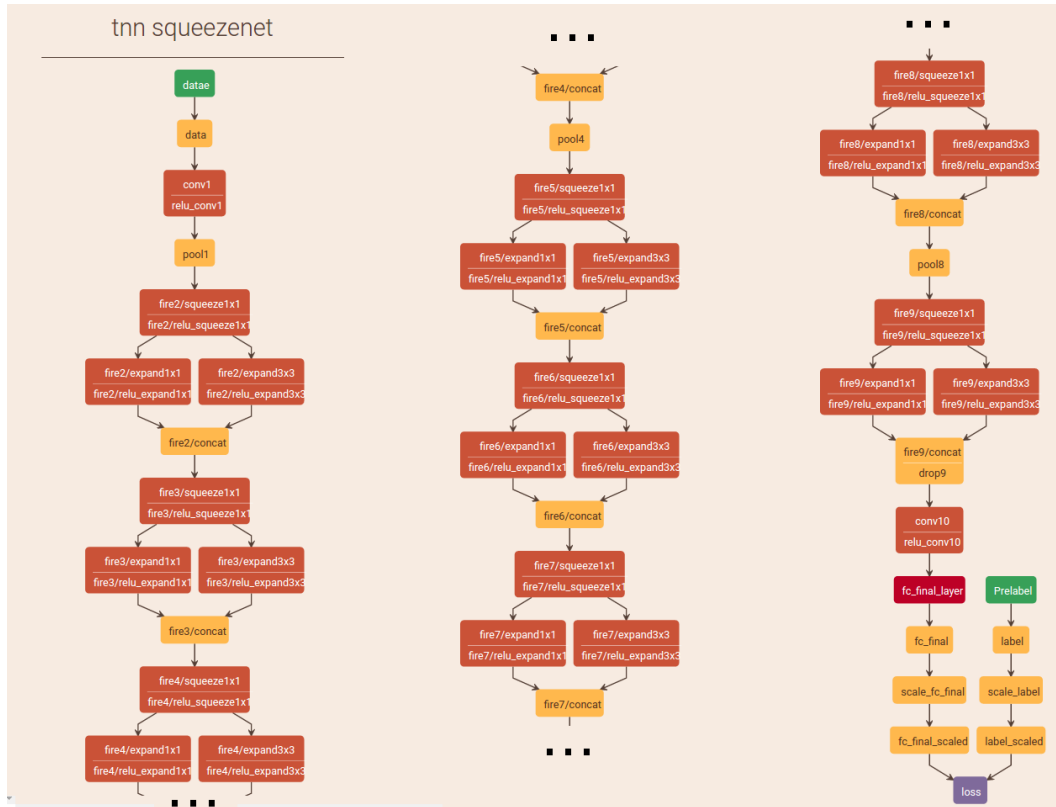 tnn squeezenet
datae
data
conv1
relu_conv1
pool1
fire2/squeeze1x1
fire2/relu_squeeze1x1
fire2/expand1x1
fire2/relu_expand1x1
fire2/expand3x3
fire2/relu_expand3x3
fire2/concat
fire3/squeeze1x1
fire3/relu_squeeze1x1
fire3/expand1x1
fire3/relu_expand1x1
fire3/expand3x3
fire3/relu_expand3x3
fire3/concat
fire4/squeeze1x1
fire4/relu_squeeze1x1
fire4/expand1x1
fire4/relu_expand1x1
fire4/expand3x3
fire4/relu_expand3x3
...
...
fire4/concat
pool4
fire5/squeeze1x1
fire5/relu_squeeze1x1
fire5/expand1x1
fire5/relu_expand1x1
fire5/expand3x3
fire5/relu_expand3x3
fire5/concat
fire6/squeeze1x1
fire6/relu_squeeze1x1
fire6/expand1x1
fire6/relu_expand1x1
fire6/expand3x3
fire6/relu_expand3x3
fire6/concat
fire7/squeeze1x1
fire7/relu_squeeze1x1
fire7/expand1x1
fire7/relu_expand1x1
fire7/expand3x3
fire7/relu_expand3x3
fire7/concat
...
...
fire8/squeeze1x1
fire8/relu_squeeze1x1
fire8/expand1x1
fire8/relu_expand1x1
fire8/expand3x3
fire8/relu_expand3x3
fire8/concat
pool8
fire9/squeeze1x1
fire9/relu_squeeze1x1
fire9/expand1x1
fire9/relu_expand1x1
fire9/expand3x3
fire9/relu_expand3x3
fire9/concat
drop9
conv10
relu_conv10
fc_final_layer
Prelabel
fc_final
label
scale_fc_final
scale_label
fc_final_scaled
label_scaled
loss